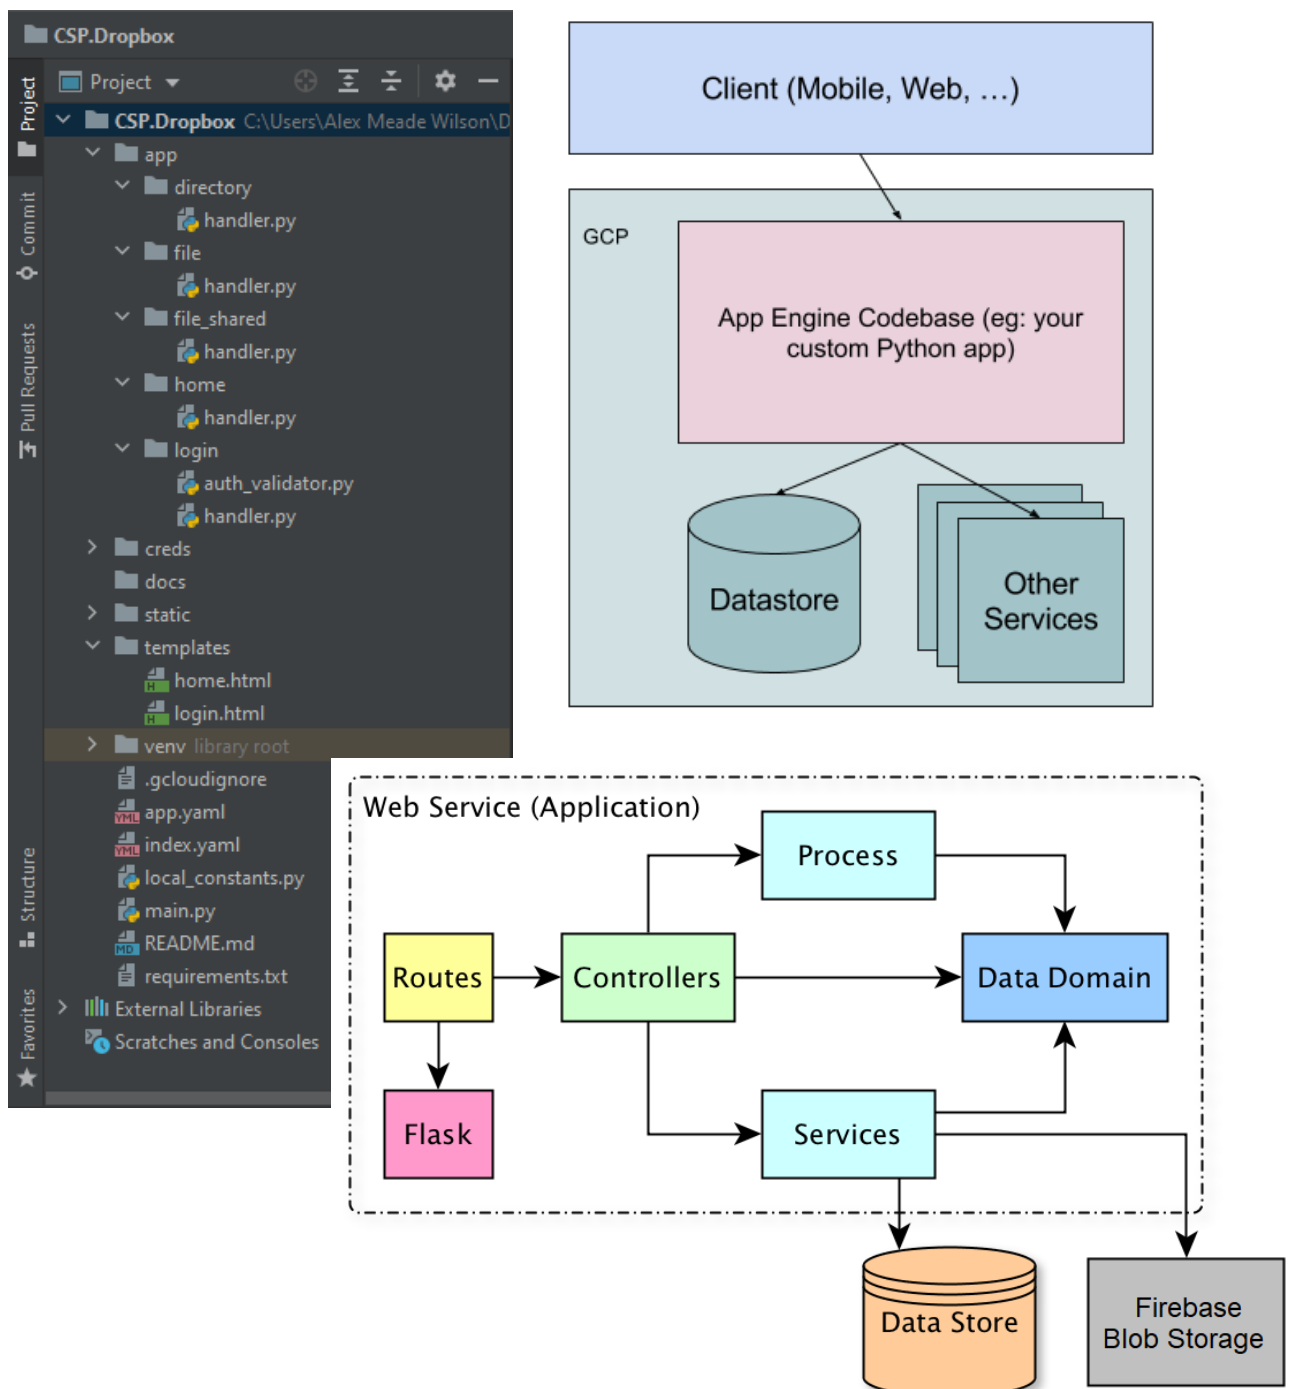 CSP.Dropbox
Project
Project
Commit
Pull Requests
Structure
Favorites
CSP.Dropbox C:\Users\Alex Meade Wilson\D
app
directory
handler.py
file
handler.py
file_shared
handler.py
home
handler.py
login
auth_validator.py
handler.py
creds
docs
static
templates
H home.html
H login.html
venv library root
.gcloudignore
YML app.yaml
YML index.yaml
local_constants.py
main.py
MD README.md
requirements.txt
External Libraries
Scratches and Consoles
Client (Mobile, Web, ...)
GCP
App Engine Codebase (eg: your
custom Python app)
Datastore
Other
Services
Web Service (Application)
Process
Routes
Controllers
Data Domain
Flask
Services
Data Store
Firebase
Blob Storage